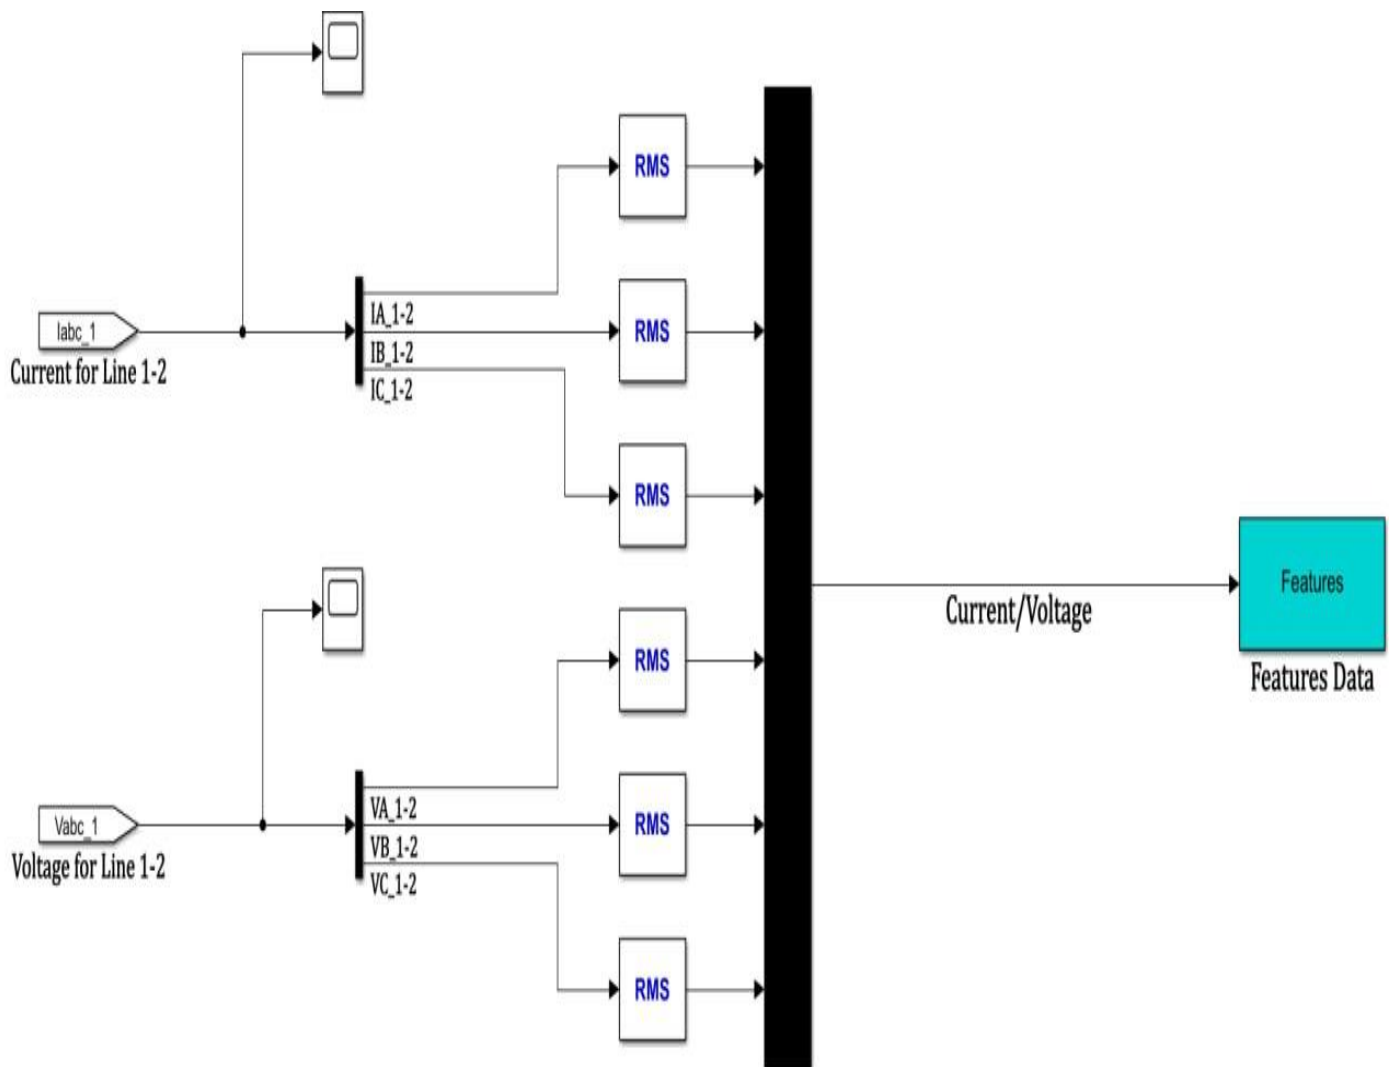 RMS
Iabc_1
Current for Line 1-2
IA_1-2
IB_1-2
IC_1-2
RMS
RMS
RMS
Vabc_1
Voltage for Line 1-2
VA_1-2
VB_1-2
VC_1-2
RMS
RMS
Current/Voltage
Features
Features Data